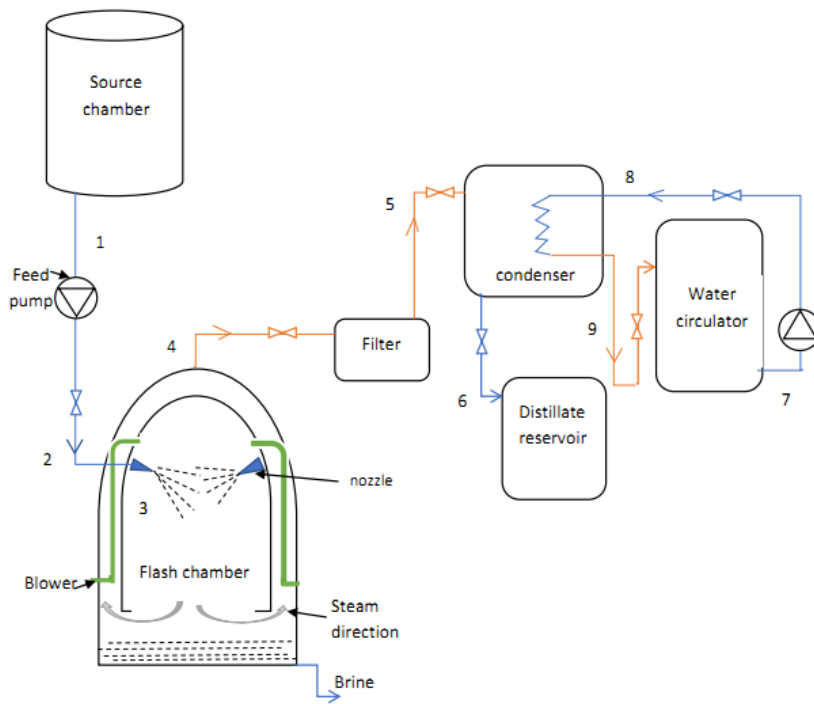 Source
chamber
1
Feed
pump
2
3
4
5
Filter
condenser
6
Distillate
reservoir
7
8
9
Water
circulator
nozzle
Flash chamber
Blower
Steam
direction
Brine